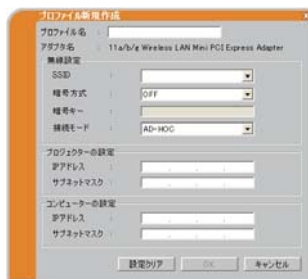 プロファイル新規作成
プロファイル名 :
アダプタ名 : 11a/b/g Wireless LAN Mini PCI Express Adapter
無線設定
SSID :
暗号方式 : OFF
暗号キー :
接続モード : AD-HOC
プロジェクターの設定
IPアドレス :
サブネットマスク :
コンピューターの設定
IPアドレス :
サブネットマスク :
設定クリア OK キャンセル